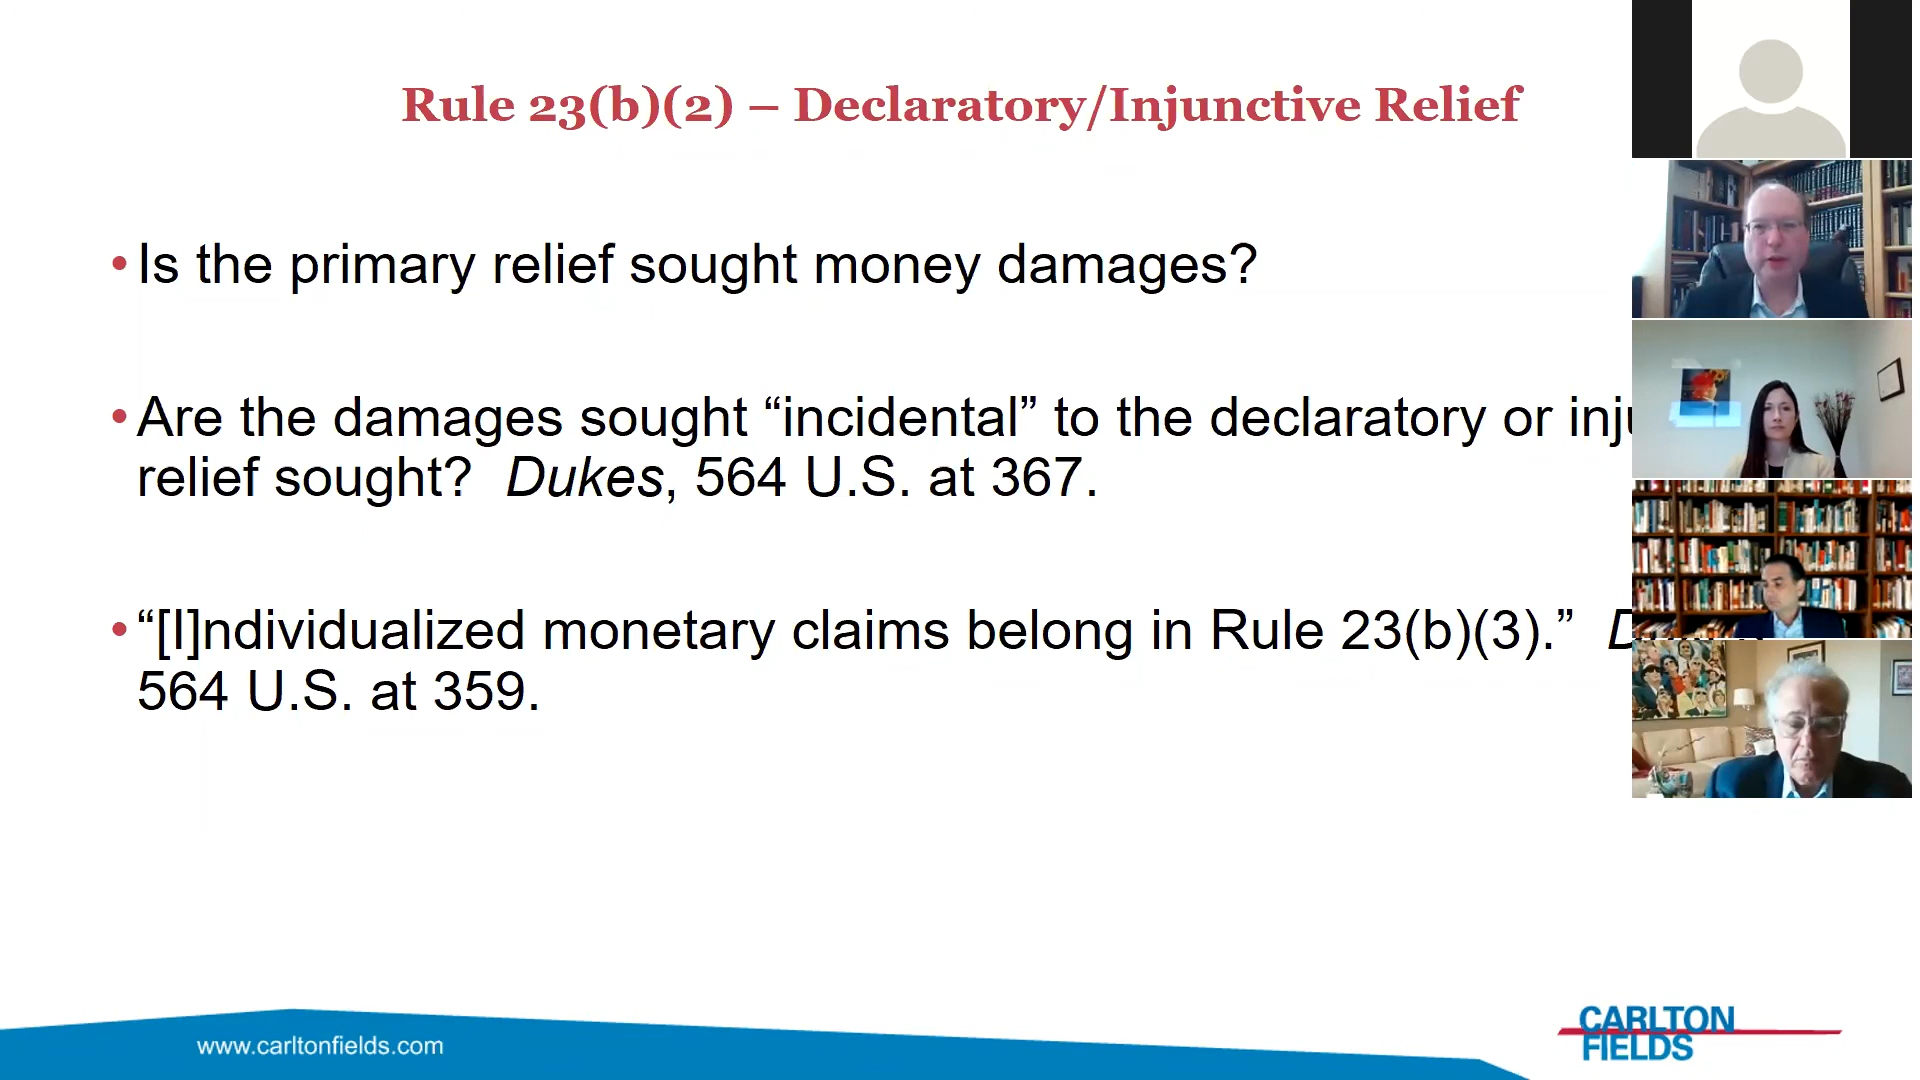 Rule 23(b)(2) – Declaratory/Injunctive Relief
•Is the primary relief sought money damages?
•Are the damages sought “incidental” to the declaratory or
relief sought?  Dukes, 564 U.S. at 367.
•“[I]ndividualized monetary claims belong in Rule 23(b)(3).”
564 U.S. at 359.
www.carltonfields.com
CARLTON
FIELDS